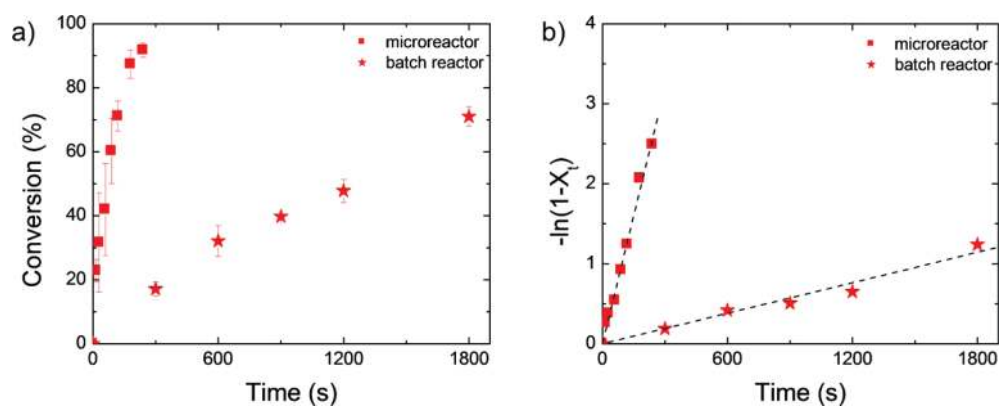 a)
Conversion (%)
100
80
60
40
20
0
microreactor
batch reactor
0 600 1200 1800
Time (s)
b)
-ln(1-Xt)
4
3
2
1
0
microreactor
batch reactor
0 600 1200 1800
Time (s)